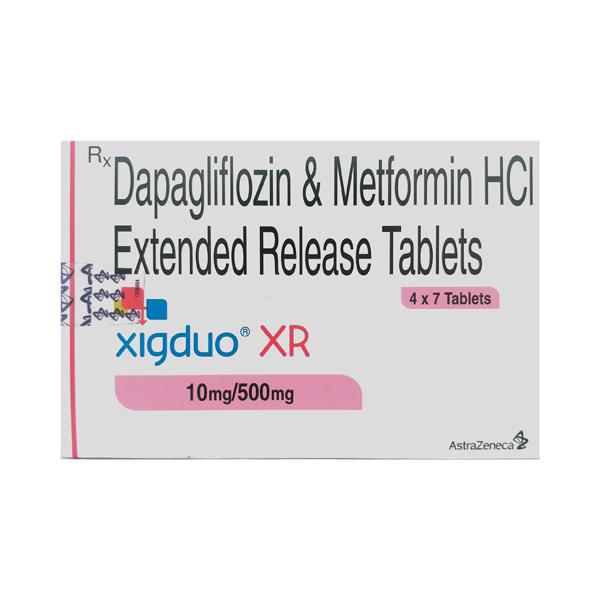 Rx Dapagliflozin & Metformin HCl
Extended Release Tablets
4 x 7 Tablets
xigduo® XR
10mg/500mg
AstraZeneca